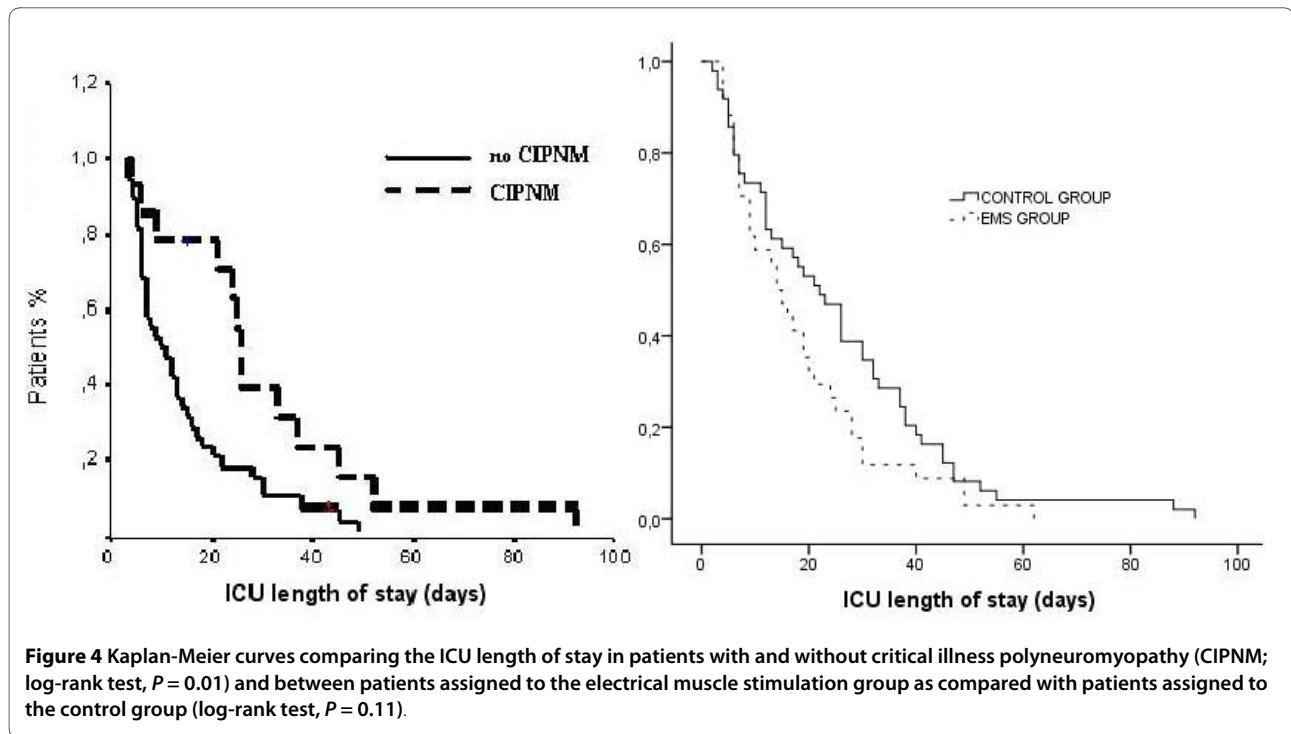 1,2
1,0
,8
,6
,4
,2
Patients %
no CIPNM
CIPNM
0 20 40 60 80 100
ICU length of stay (days)
1,0
0,8
0,6
0,4
0,2
0,0
CONTROL GROUP
EMS GROUP
0 20 40 60 80 100
ICU length of stay (days)
Figure 4 Kaplan-Meier curves comparing the ICU length of stay in patients with and without critical illness polyneuromyopathy (CIPNM;
log-rank test, P = 0.01) and between patients assigned to the electrical muscle stimulation group as compared with patients assigned to
the control group (log-rank test, P = 0.11).